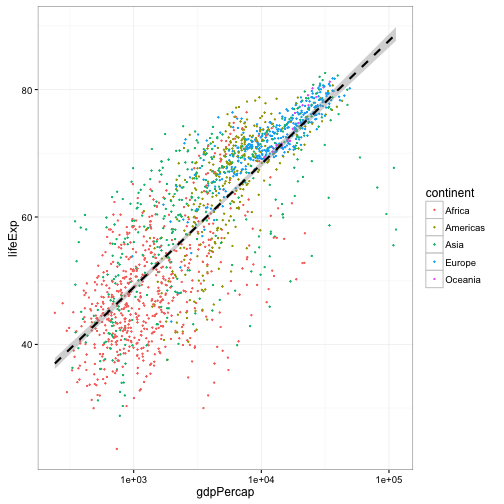 80
60
40
lifeExp
1e+03 1e+04 1e+05
gdpPercap
continent
Africa
Americas
Asia
Europe
Oceania